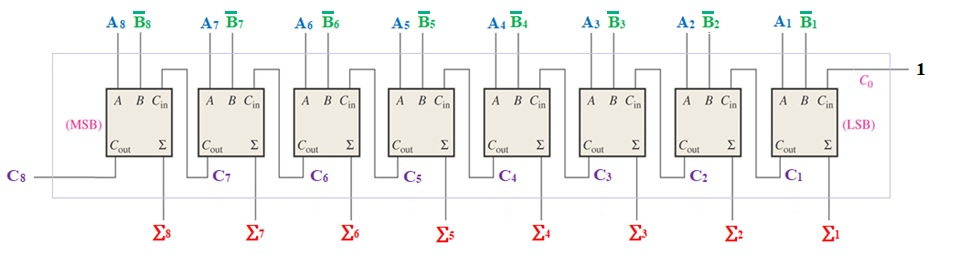 A8 B̅8 A7 B̅7 A6 B̅6 A5 B̅5 A4 B̅4 A3 B̅3 A2 B̅2 A1 B̅1
1
C0
A B Cin A B Cin A B Cin A B Cin A B Cin A B Cin A B Cin A B Cin
(MSB) (LSB)
Cout Σ Cout Σ Cout Σ Cout Σ Cout Σ Cout Σ Cout Σ Cout Σ
C8 C7 C6 C5 C4 C3 C2 C1
Σ8 Σ7 Σ6 Σ5 Σ4 Σ3 Σ2 Σ1